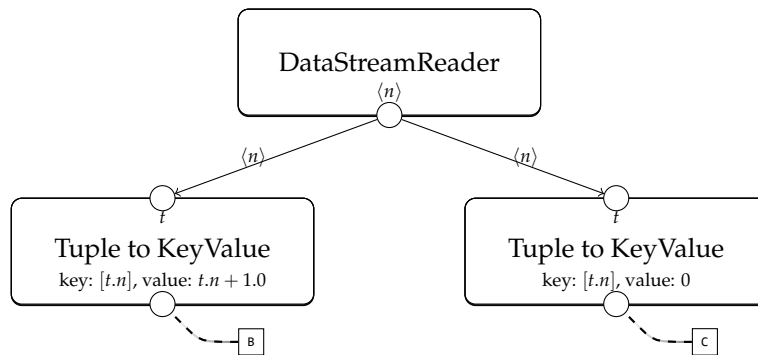 DataStreamReader
⟨n⟩
⟨n⟩ ⟨n⟩
t t
Tuple to KeyValue Tuple to KeyValue
key: [t.n], value: t.n + 1.0 key: [t.n], value: 0
B C